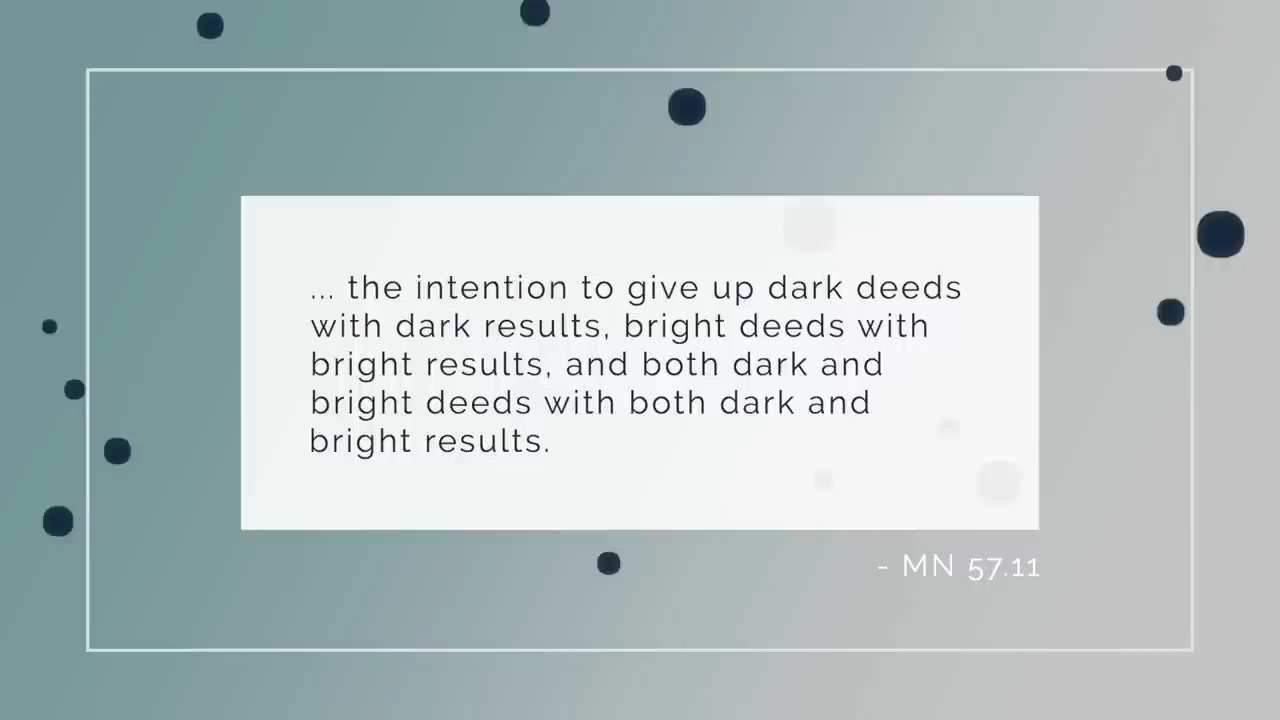 ... the intention to give up dark deeds
with dark results, bright deeds with
bright results, and both dark and
bright deeds with both dark and
bright results.
- MN 57.11